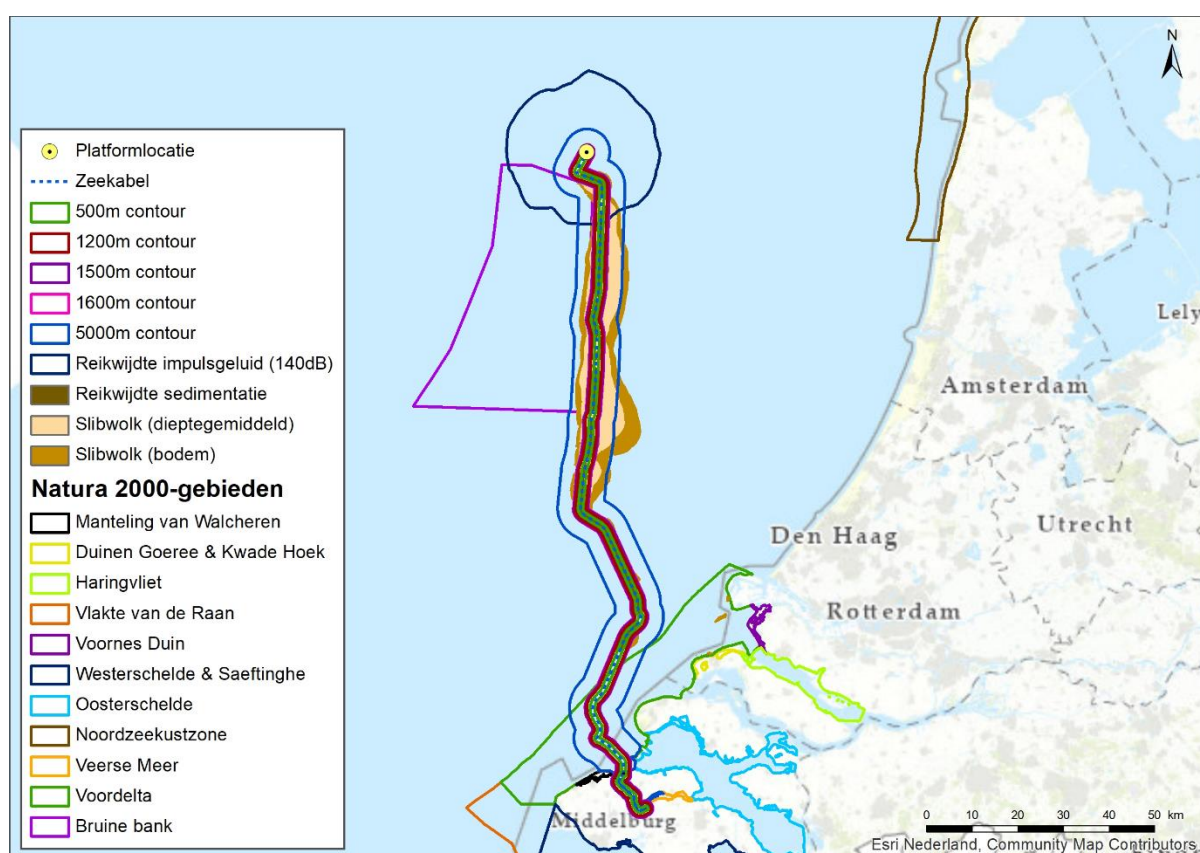 N
Platformlocatie
Zeekabel
500m contour
1200m contour
1500m contour
1600m contour
5000m contour
Reikwijdte impulsgeluid (140dB)
Reikwijdte sedimentatie
Slibwolk (dieptegemiddeld)
Slibwolk (bodem)
Natura 2000-gebieden
Manteling van Walcheren
Duinen Goeree & Kwade Hoek
Haringvliet
Vlakte van de Raan
Voornes Duin
Westerschelde & Saeftinghe
Oosterschelde
Noordzeekustzone
Veerse Meer
Voordelta
Bruine bank
Lely
Amsterdam
Utrecht
Den Haag
Rotterdam
Middelburg
0 10 20 30 40 50 km
Esri Nederland, Community Map Contributors